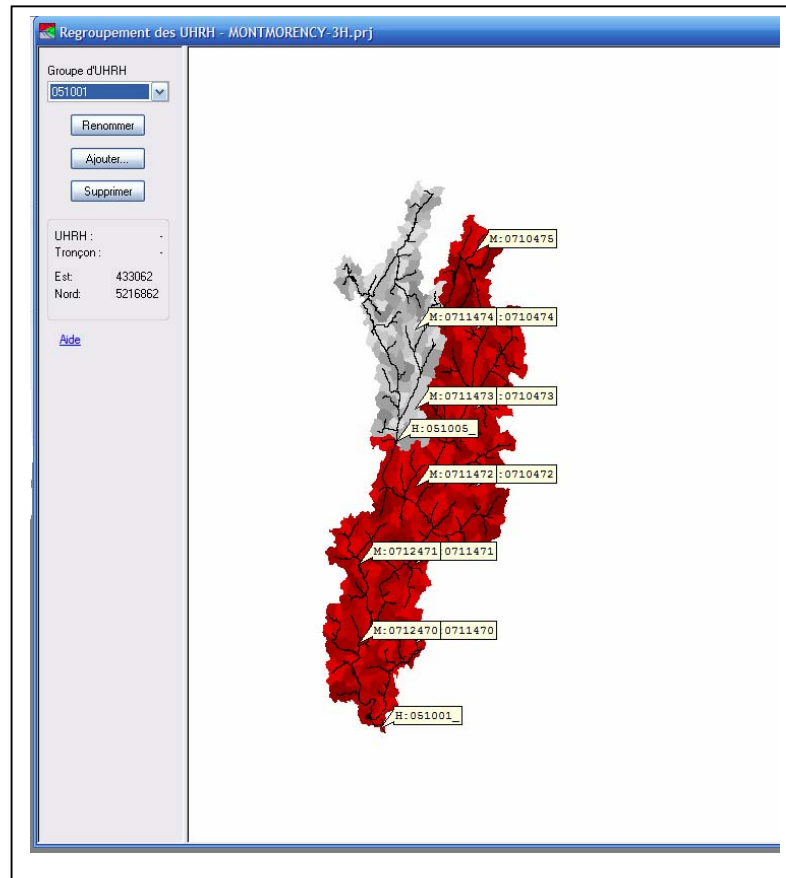 Regroupement des UHRH - MONTMORENCY-3H.prj
Groupe d'UHRH
051001
Renommer
Ajouter...
Supprimer
UHRH : -
Tronçon : -
Est: 433062
Nord: 5216862
Aide
M:0710475
M:0711474 :0710474
M:0711473 :0710473
H:051005_
M:0711472 :0710472
M:0712471 :0711471
M:0712470 :0711470
H:051001_